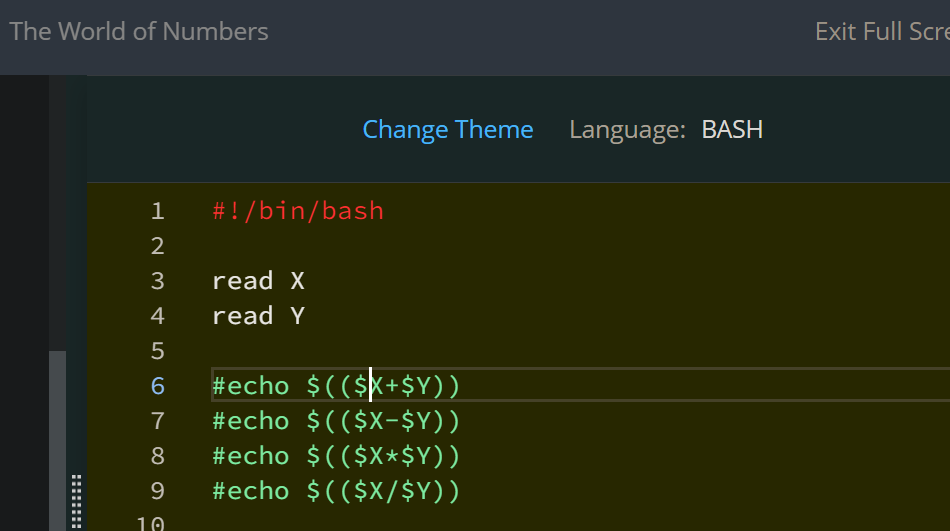 The World of Numbers
Exit Full
Change Theme Language: BASH
1 #!/bin/bash
2
3 read X
4 read Y
5
6 #echo $(($X+$Y))
7 #echo $(($X-$Y))
8 #echo $(($X*$Y))
9 #echo $(($X/$Y))
10